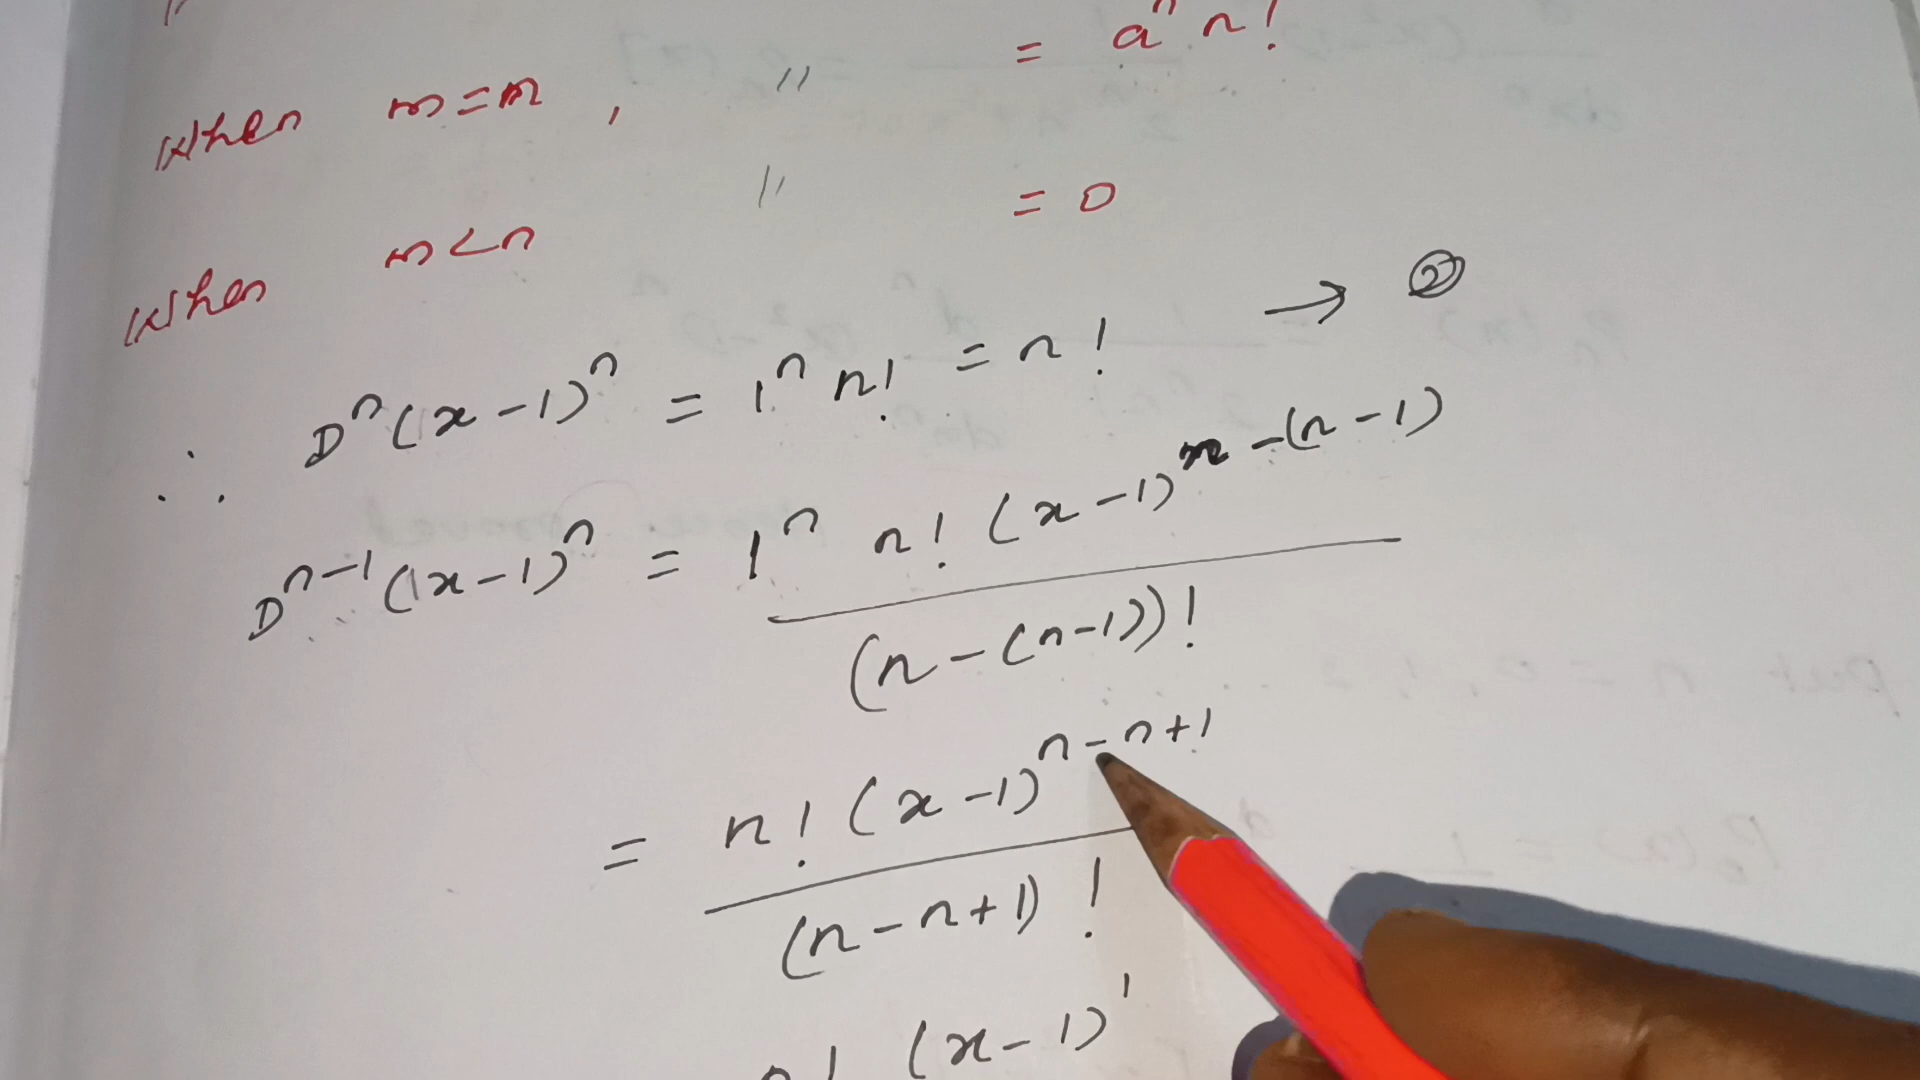 When m=n , " = aⁿ n!
When m<n " = 0
∴ Dⁿ(x-1)ⁿ = 1ⁿ n! = n! → ②
Dⁿ⁻¹(x-1)ⁿ = 1ⁿ n! (x-1)ⁿ⁻⁽ⁿ⁻¹⁾
(n-(n-1))!
= n! (x-1)ⁿ⁻ⁿ⁺¹
(n-n+1)!
n! (x-1)¹